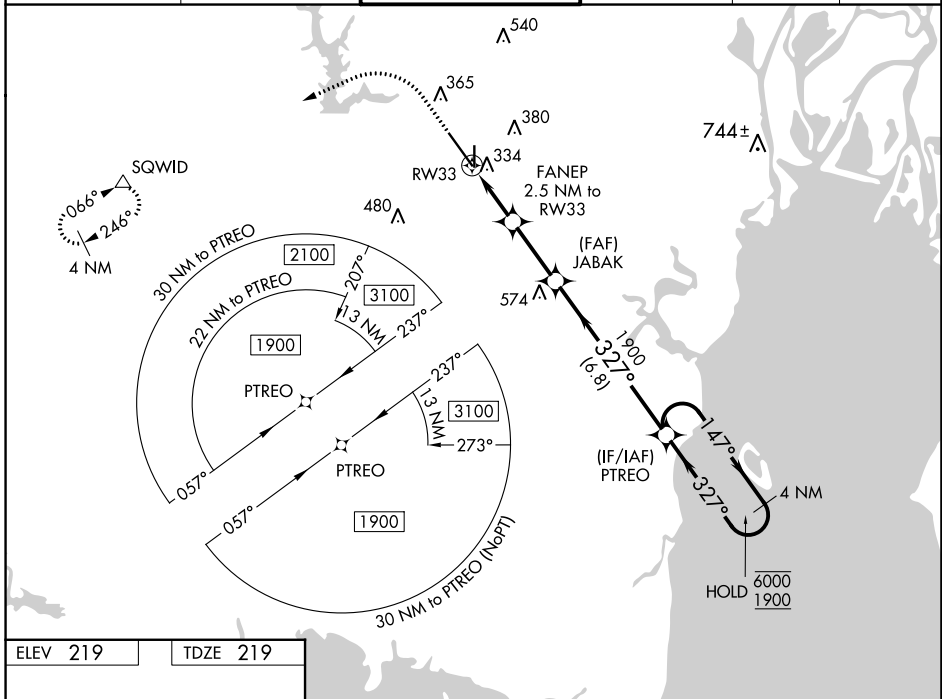 540
365
380
744±
334
RW33
FANEP
2.5 NM to
RW33
SQWID
066°
246°
4 NM
480
(FAF)
JABAK
574
30 NM to PTREO
2100
207°
22 NM to PTREO
3100
13 NM
237°
1900
PTREO
057°
1900
327°
(6.8)
237°
13 NM
3100
273°
PTREO
057°
1900
30 NM to PTREO (NoPT)
(IF/IAF)
PTREO
147°
327°
4 NM
HOLD 6000
1900
ELEV 219
TDZE 219